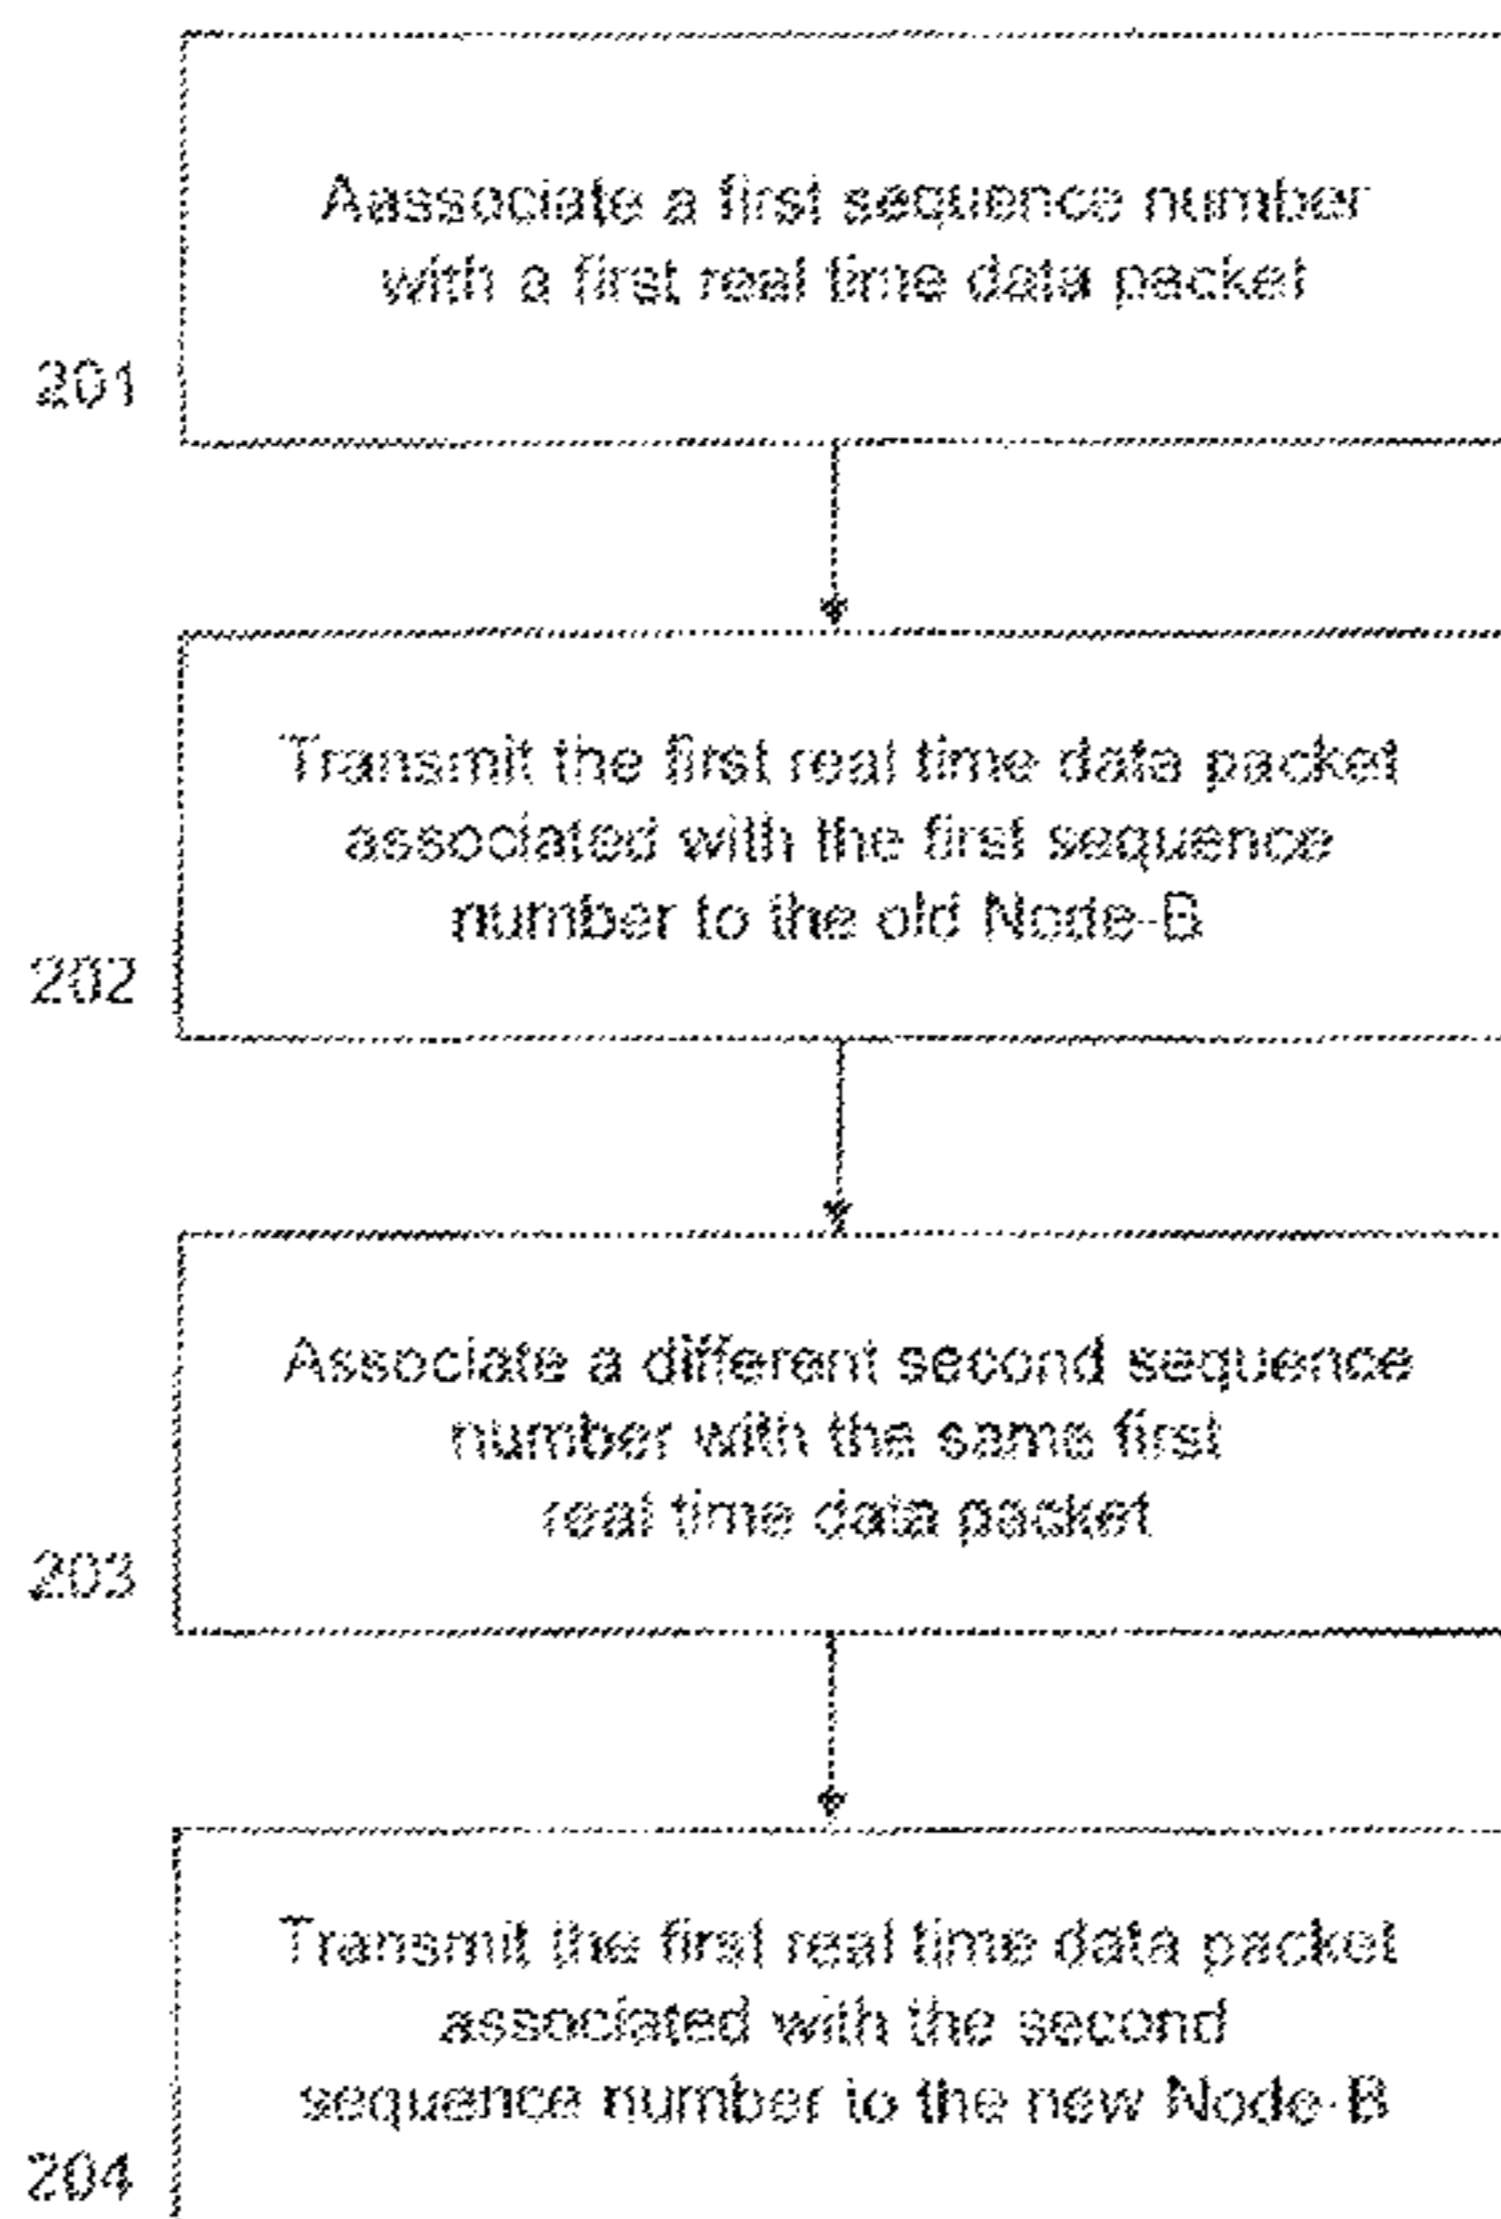 Aassociate a first sequence number
with a first real time data packet
201
Transmit the first real time data packet
associated with the first sequence
number to the old Node-B
202
Associate a different second sequence
number with the same first
real time data packet
203
Transmit the first real time data packet
associated with the second
sequence number to the new Node-B
204